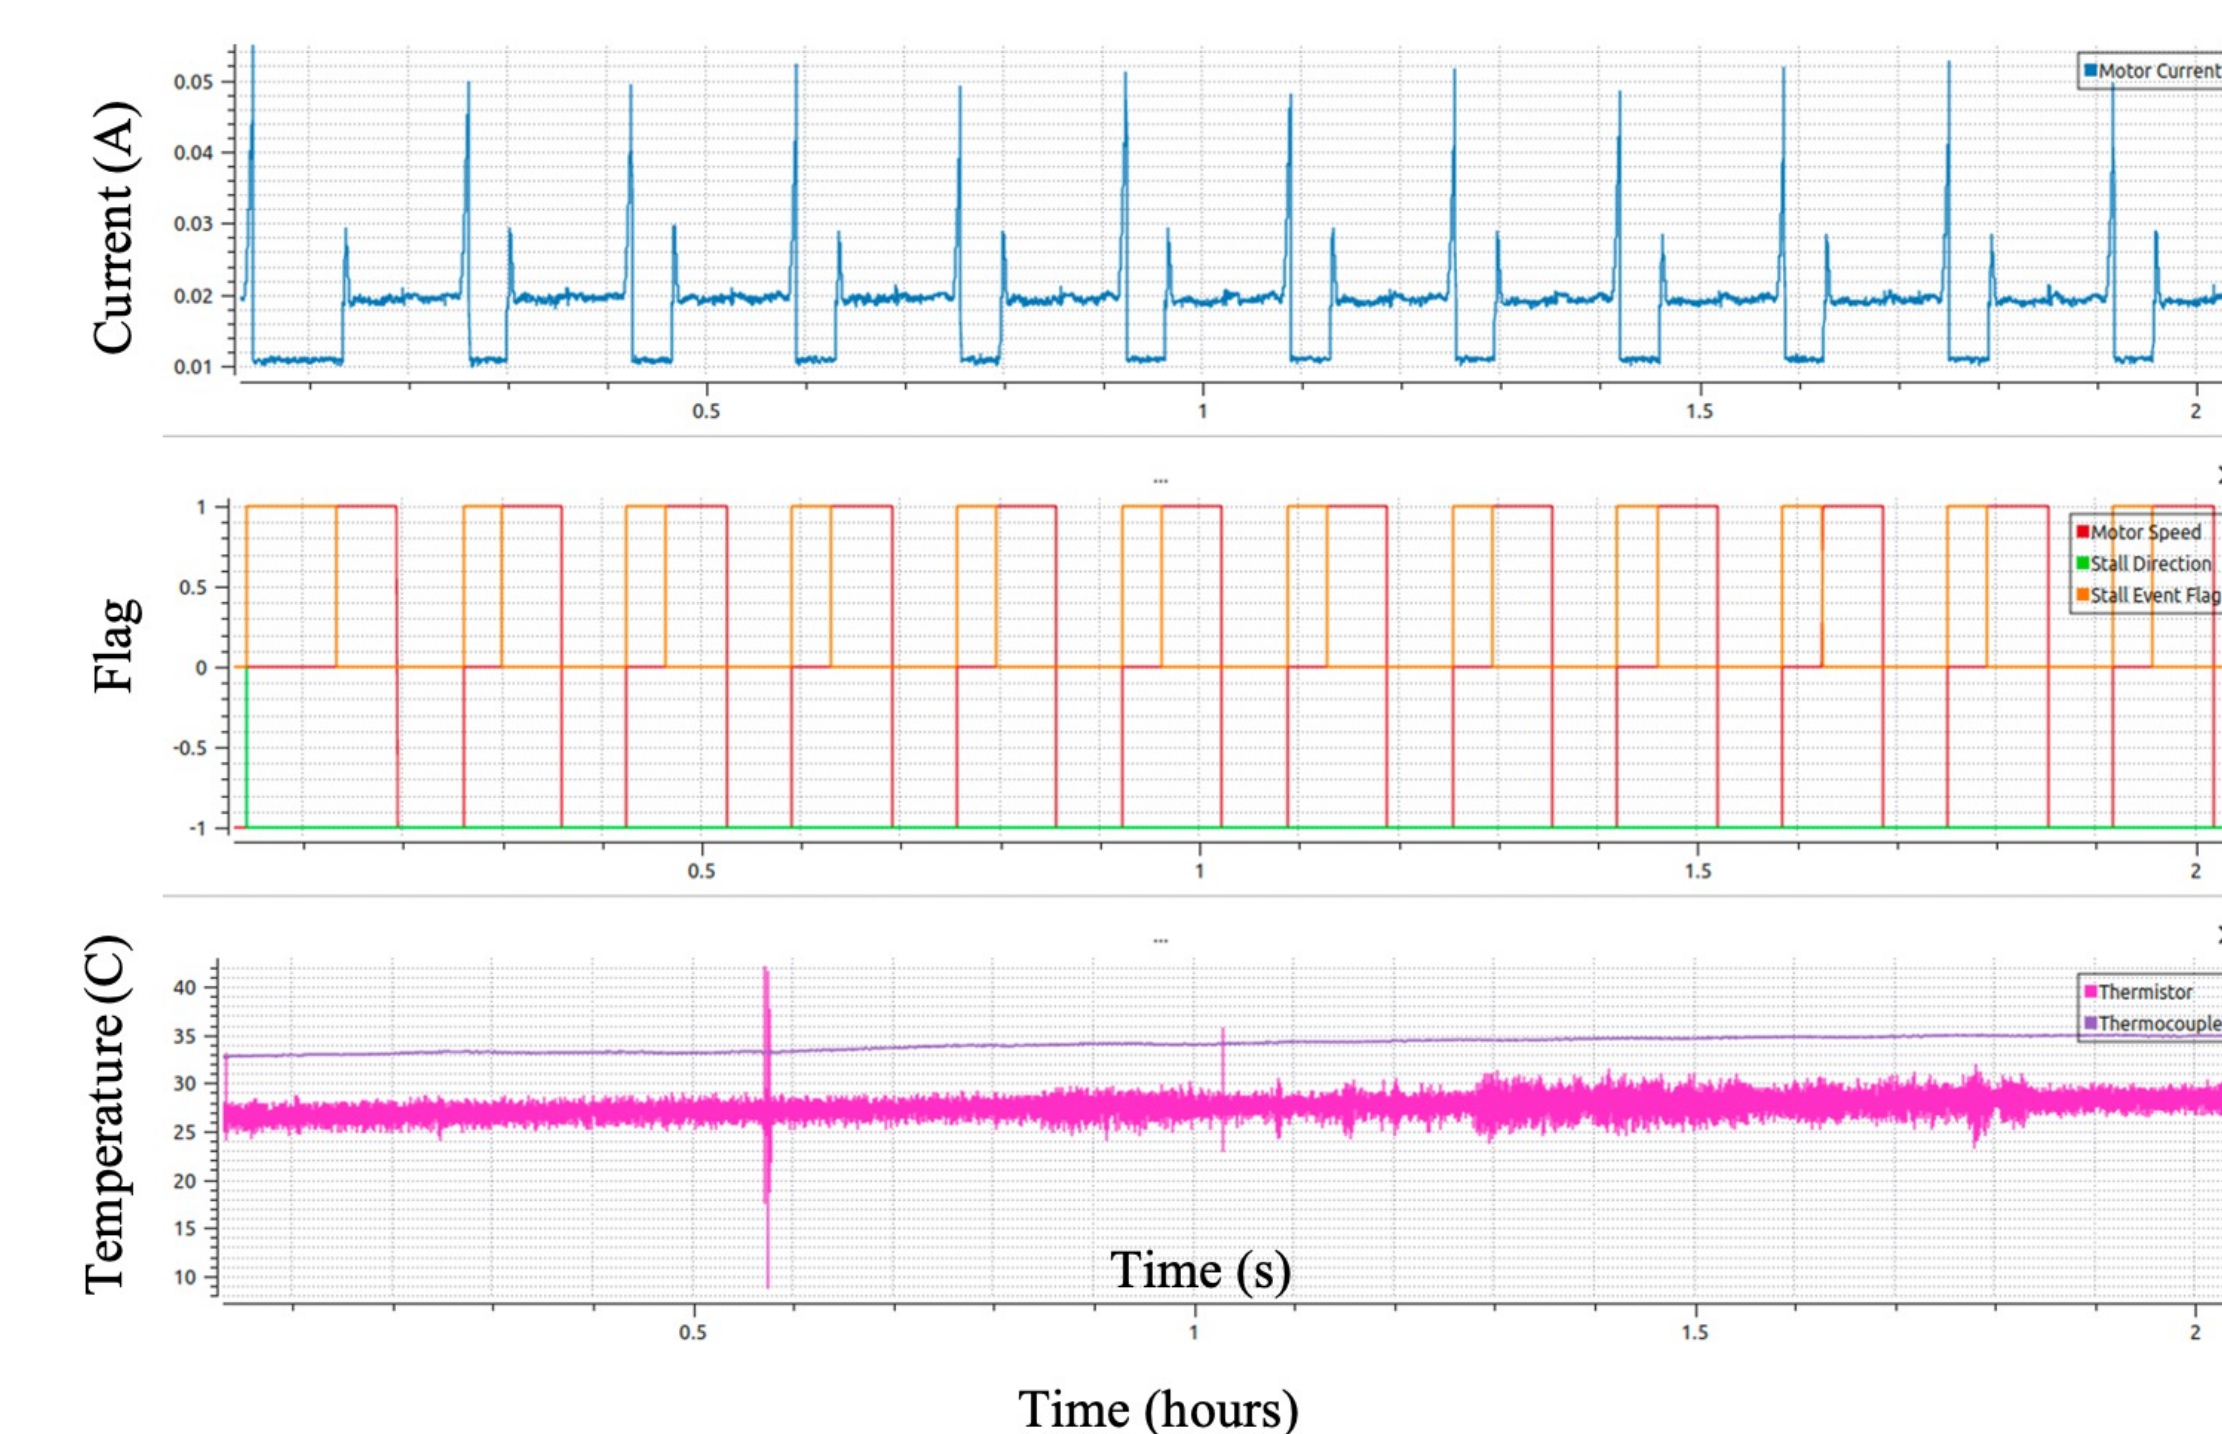 Current (A)
0.05
0.04
0.03
0.02
0.01
Motor Current
0.5
1
1.5
2
...
Flag
1
0.5
0
-0.5
-1
Motor Speed
Stall Direction
Stall Event Flag
0.5
1
1.5
2
...
Temperature (C)
40
35
30
25
20
15
10
Thermistor
Thermocouple
Time (s)
0.5
1
1.5
2
Time (hours)